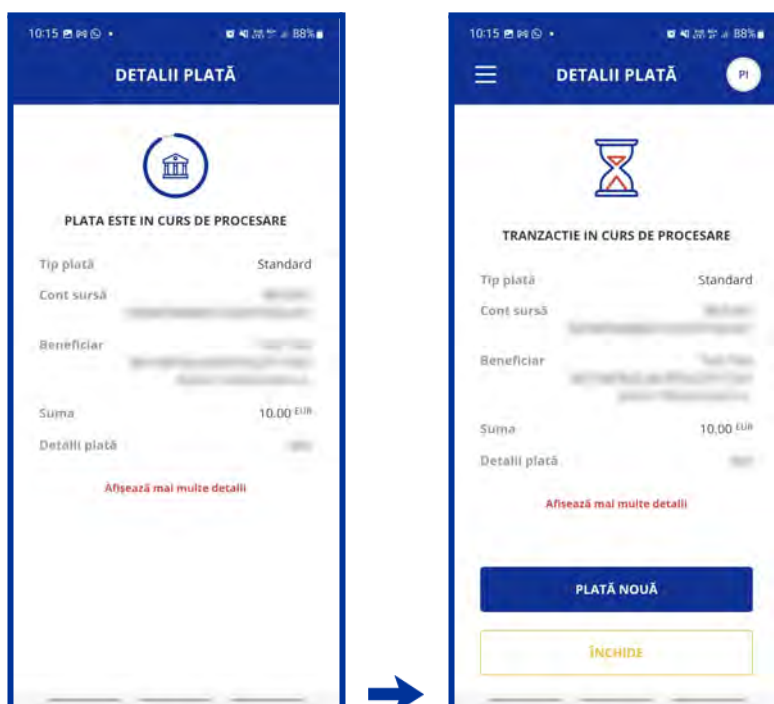 10:15
88%
DETALII PLATĂ
PLATA ESTE IN CURS DE PROCESARE
Tip plată Standard
Cont sursă
Beneficiar
Suma 10.00 EUR
Detalii plată
Afișează mai multe detalii
10:15
88%
DETALII PLATĂ
PI
TRANZACTIE IN CURS DE PROCESARE
Tip plată Standard
Cont sursă
Beneficiar
Suma 10.00 EUR
Detalii plată
Afisează mai multe detalii
PLATĂ NOUĂ
ÎNCHIDE